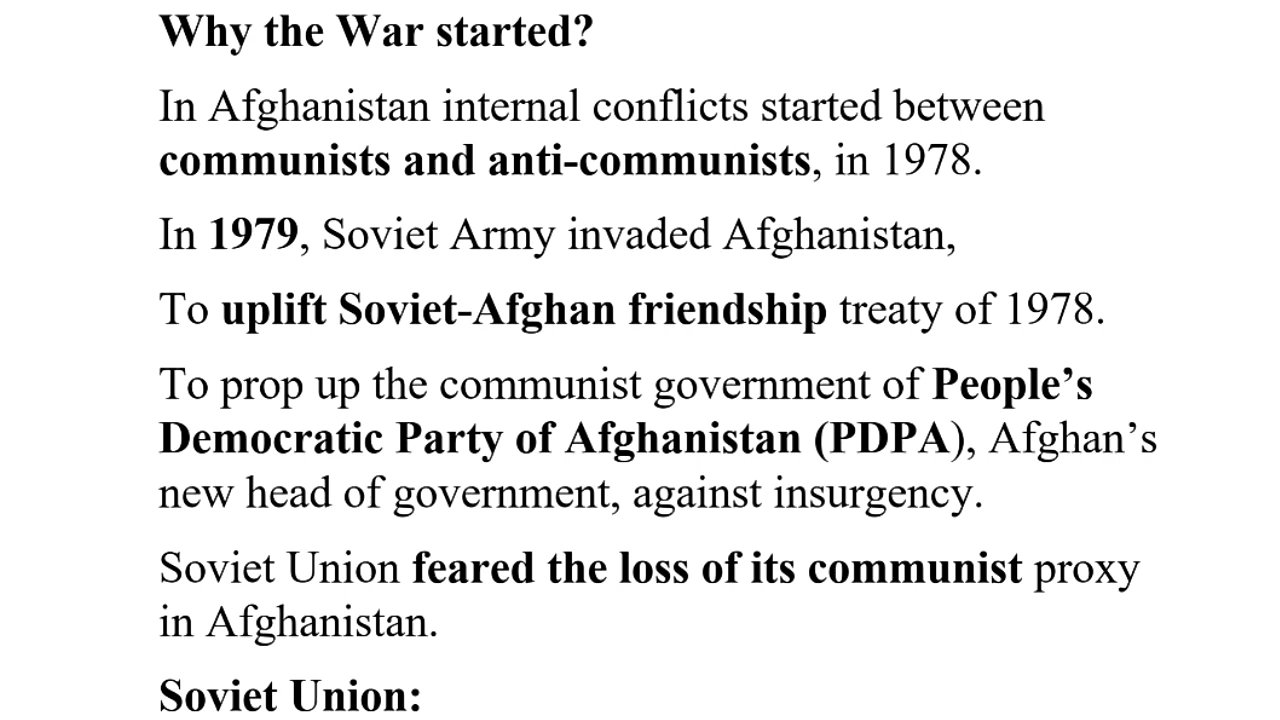 Why the War started?
In Afghanistan internal conflicts started between
communists and anti-communists, in 1978.
In 1979, Soviet Army invaded Afghanistan,
To uplift Soviet-Afghan friendship treaty of 1978.
To prop up the communist government of People’s
Democratic Party of Afghanistan (PDPA), Afghan’s
new head of government, against insurgency.
Soviet Union feared the loss of its communist proxy
in Afghanistan.
Soviet Union: